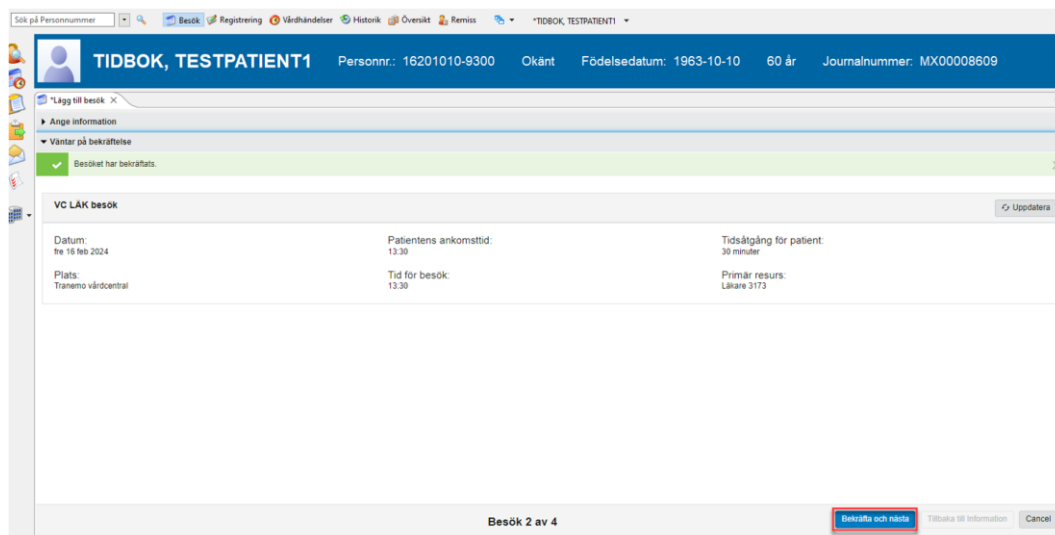 Sök på Personnummer Besök Registrering Vårdhändelser Historik Översikt Remiss *TIDBOK, TESTPATIENT1
TIDBOK, TESTPATIENT1 Personnr.: 16201010-9300 Okänt Födelsedatum: 1963-10-10 60 år Journalnummer: MX00008609
*Lägg till besök
Ange information
Väntar på bekräftelse
Besöket har bekräftats.
VC LÄK besök Uppdatera
Datum: Patientens ankomsttid: Tidsåtgång för patient:
fre 16 feb 2024 13:30 30 minuter
Plats: Tid för besök: Primär resurs:
Tranemo vårdcentral 13:30 Läkare 3173
Besök 2 av 4 Bekräfta och nästa Tillbaka till Information Cancel